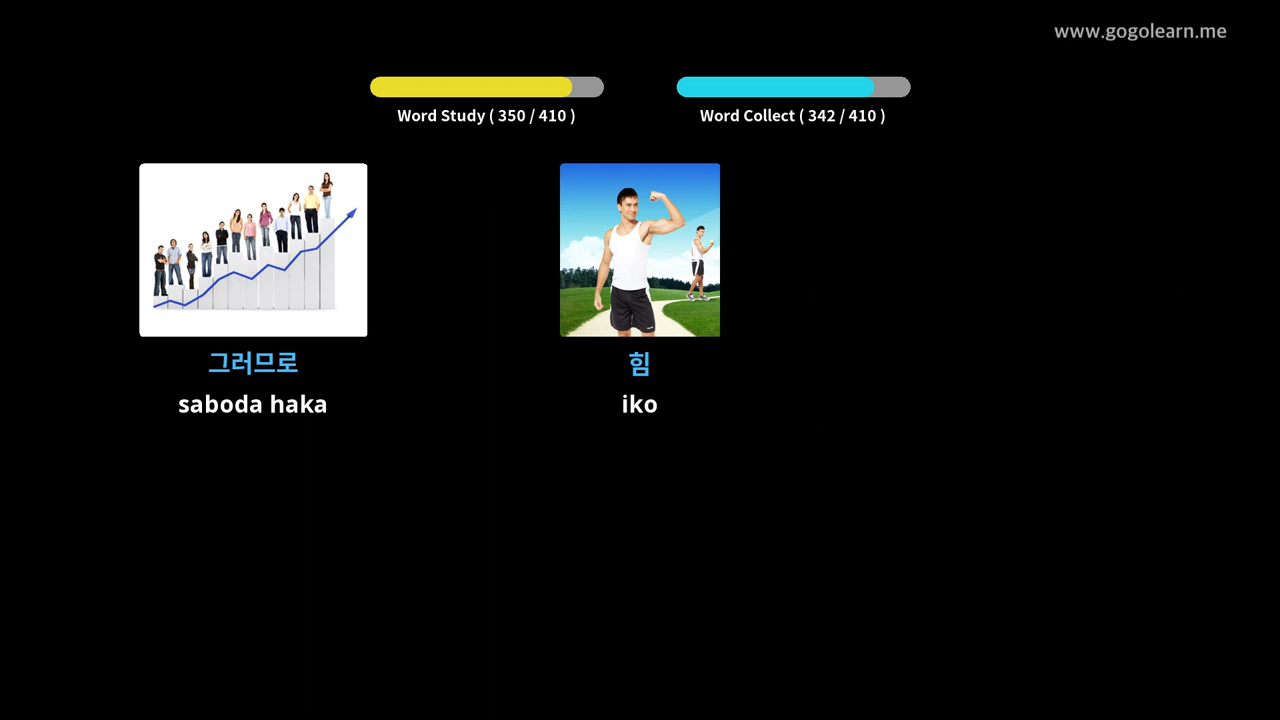 www.gogolearn.me
Word Study ( 350 / 410 )
Word Collect ( 342 / 410 )
그러므로
saboda haka
힘
iko